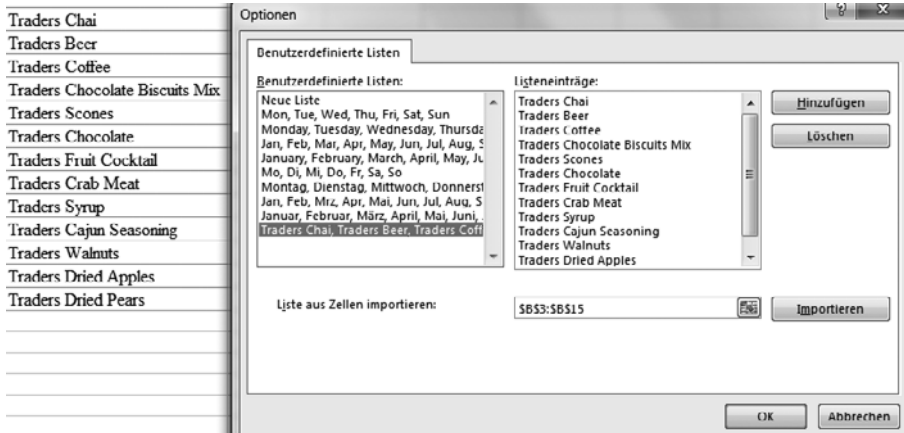 Traders Chai
Traders Beer
Traders Coffee
Traders Chocolate Biscuits Mix
Traders Scones
Traders Chocolate
Traders Fruit Cocktail
Traders Crab Meat
Traders Syrup
Traders Cajun Seasoning
Traders Walnuts
Traders Dried Apples
Traders Dried Pears
Optionen
Benutzerdefinierte Listen
Benutzerdefinierte Listen:
Neue Liste
Mon, Tue, Wed, Thu, Fri, Sat, Sun
Monday, Tuesday, Wednesday, Thursda
Jan, Feb, Mar, Apr, May, Jun, Jul, Aug, S
January, February, March, April, May, Ju
Mo, Di, Mi, Do, Fr, Sa, So
Montag, Dienstag, Mittwoch, Donnerst
Jan, Feb, Mrz, Apr, Mai, Jun, Jul, Aug, S
Januar, Februar, März, April, Mai, Juni, .
Traders Chai, Traders Beer, Traders Coff
Listeneinträge:
Traders Chai
Traders Beer
Traders Coffee
Traders Chocolate Biscuits Mix
Traders Scones
Traders Chocolate
Traders Fruit Cocktail
Traders Crab Meat
Traders Syrup
Traders Cajun Seasoning
Traders Walnuts
Traders Dried Apples
Hinzufügen
Löschen
Liste aus Zellen importieren:
$B$3:$B$15
Importieren
OK
Abbrechen